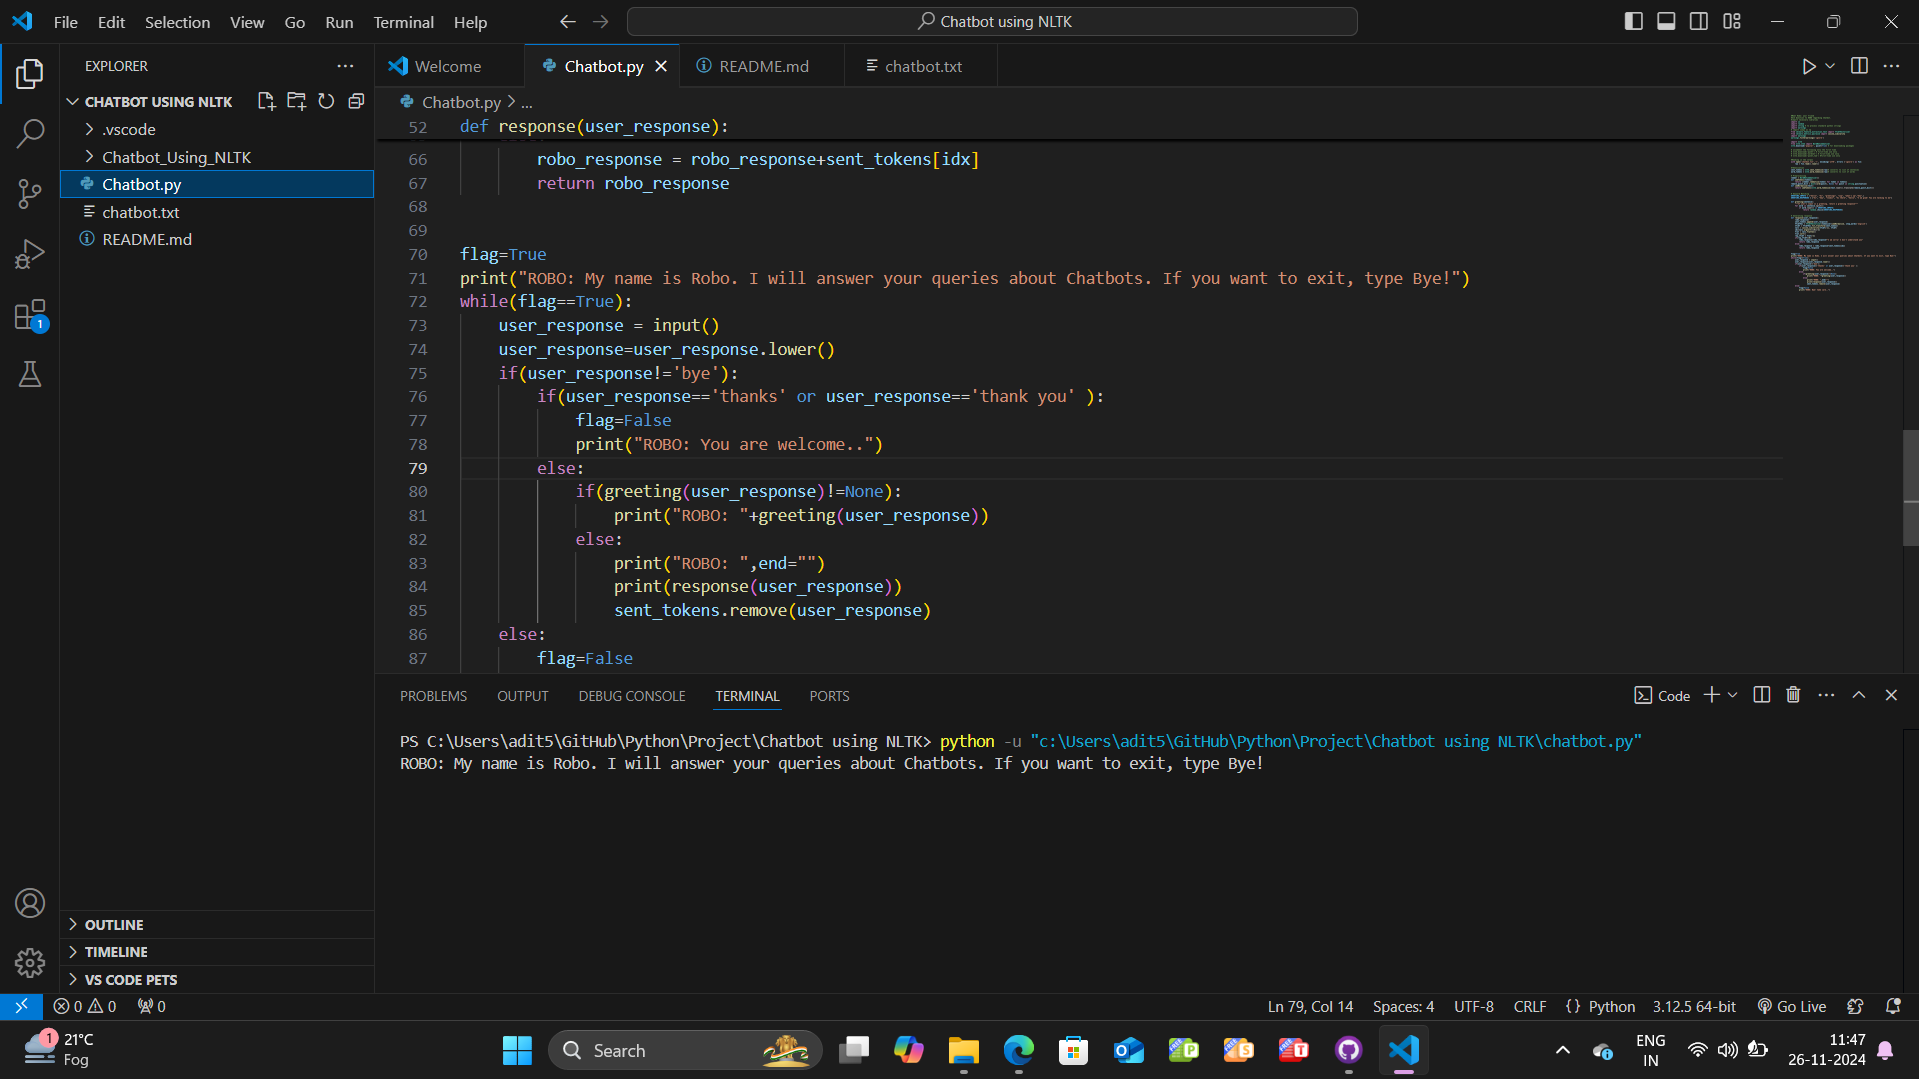 File Edit Selection View Go Run Terminal Help
Chatbot using NLTK
EXPLORER
CHATBOT USING NLTK
.vscode
Chatbot_Using_NLTK
Chatbot.py
chatbot.txt
README.md
OUTLINE
TIMELINE
VS CODE PETS
1
Welcome Chatbot.py README.md chatbot.txt
Chatbot.py > ...
52 def response(user_response):
66 robo_response = robo_response+sent_tokens[idx]
67 return robo_response
68
69
70 flag=True
71 print("ROBO: My name is Robo. I will answer your queries about Chatbots. If you want to exit, type Bye!")
72 while(flag==True):
73 user_response = input()
74 user_response=user_response.lower()
75 if(user_response!='bye'):
76 if(user_response=='thanks' or user_response=='thank you' ):
77 flag=False
78 print("ROBO: You are welcome..")
79 else:
80 if(greeting(user_response)!=None):
81 print("ROBO: "+greeting(user_response))
82 else:
83 print("ROBO: ",end="")
84 print(response(user_response))
85 sent_tokens.remove(user_response)
86 else:
87 flag=False
PROBLEMS OUTPUT DEBUG CONSOLE TERMINAL PORTS
Code
PS C:\Users\adit5\GitHub\Python\Project\Chatbot using NLTK> python -u "c:\Users\adit5\GitHub\Python\Project\Chatbot using NLTK\chatbot.py"
ROBO: My name is Robo. I will answer your queries about Chatbots. If you want to exit, type Bye!
0 0 0
Ln 79, Col 14 Spaces: 4 UTF-8 CRLF {} Python 3.12.5 64-bit Go Live
1
21°C
Fog
Search
ENG
IN
11:47
26-11-2024